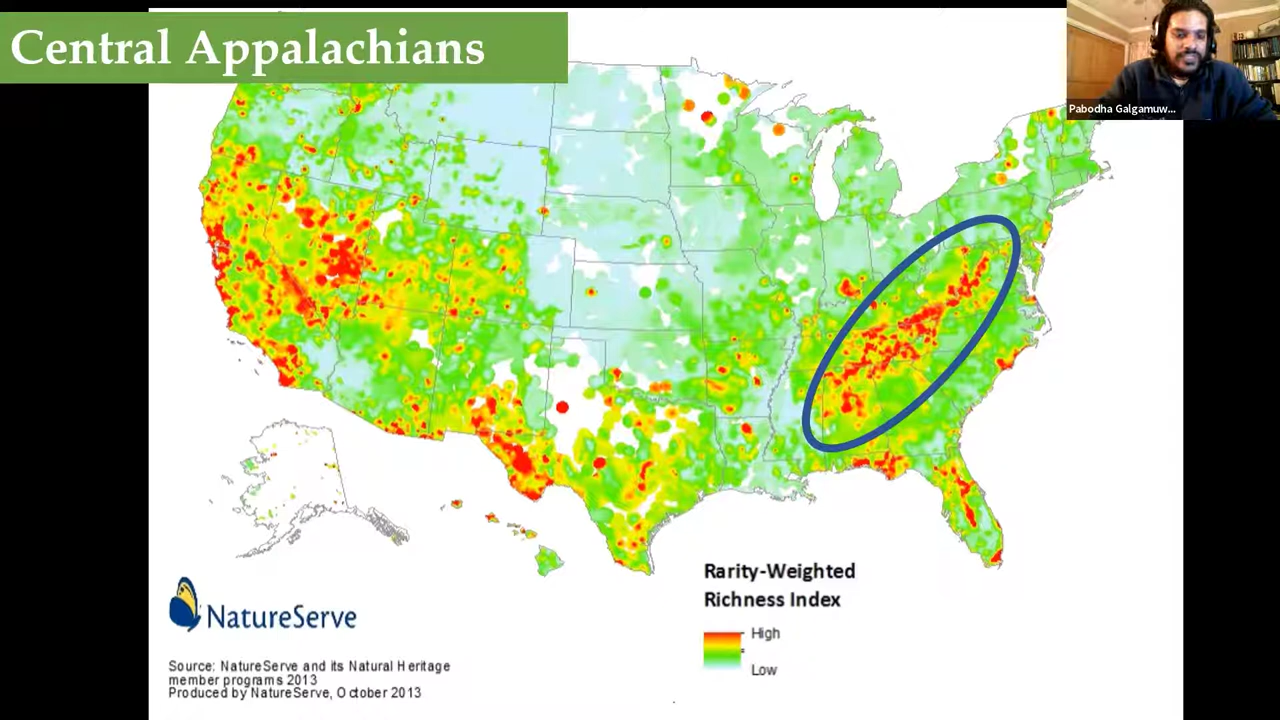 Central Appalachians
Pabodha Galgamuw...
Rarity-Weighted
Richness Index
High
Low
NatureServe
Source: NatureServe and its Natural Heritage
member programs 2013
Produced by NatureServe, October 2013